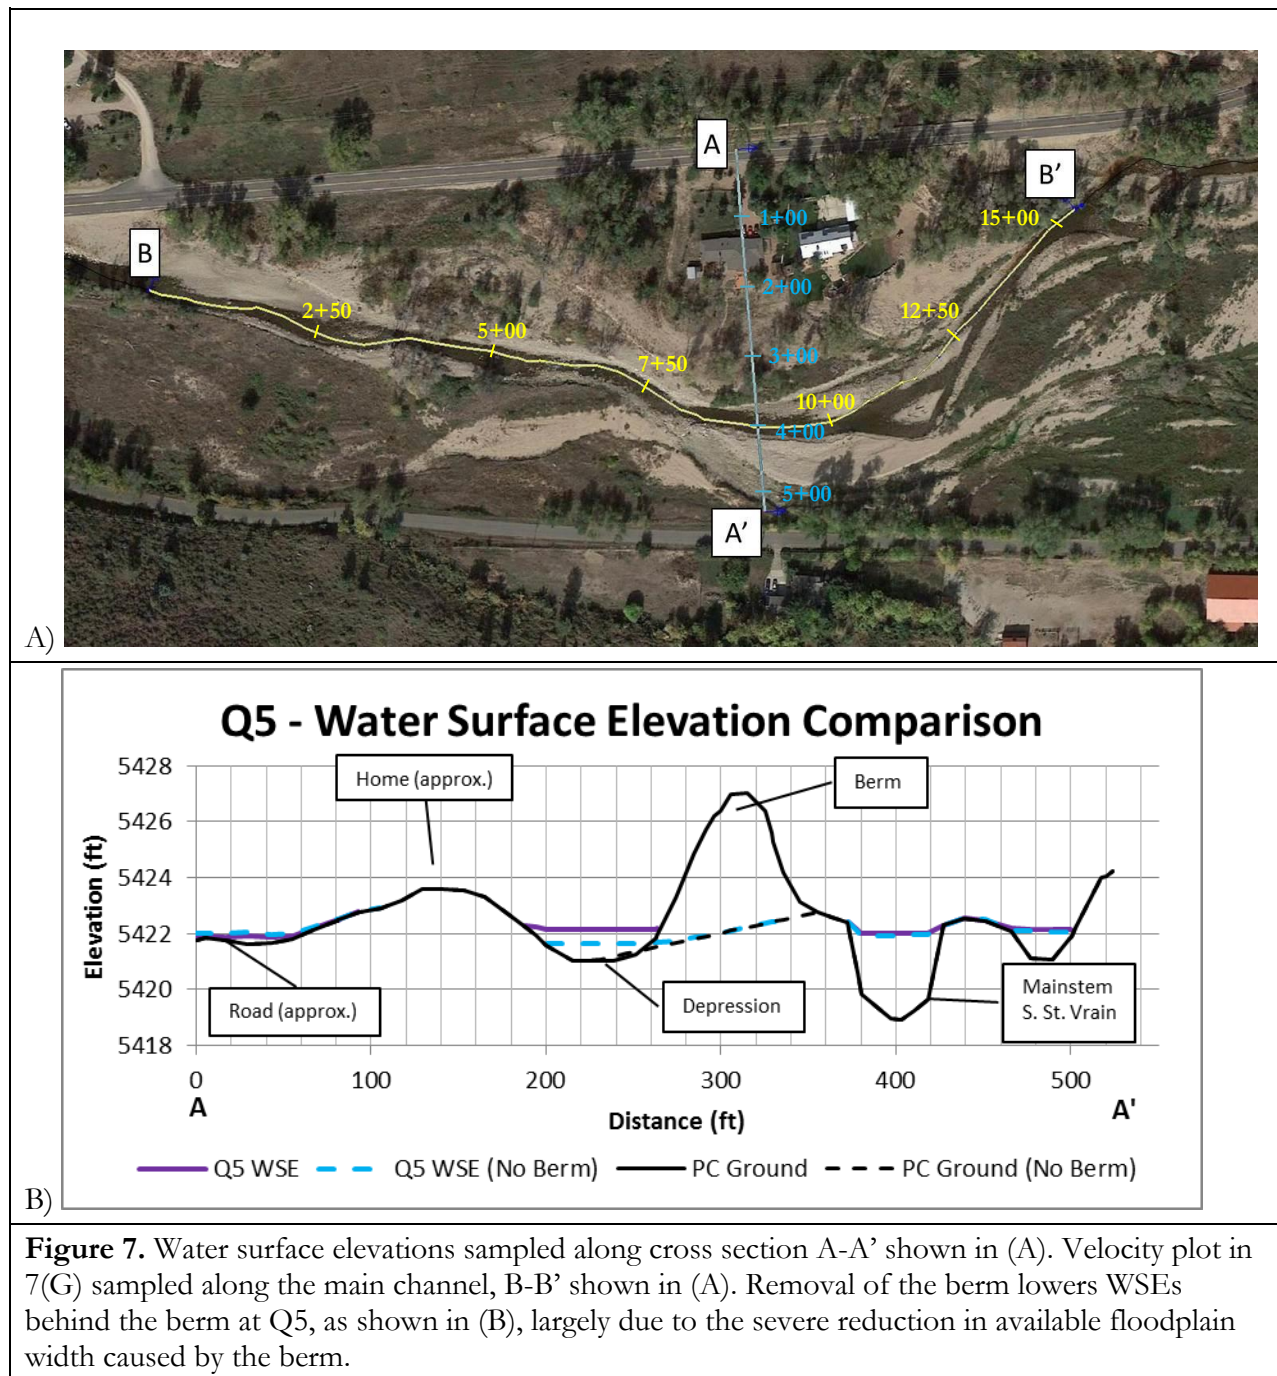 A
B'
1+00
15+00
B
2+00
2+50
12+50
5+00
3+00
7+50
10+00
4+00
5+00
A'
A)
Q5 - Water Surface Elevation Comparison
5428
Home (approx.)
Berm
5426
5424
5422
5420
5418
Elevation (ft)
Road (approx.)
Depression
Mainstem
S. St. Vrain
0
100
200
300
400
500
A
A'
Distance (ft)
Q5 WSE
Q5 WSE (No Berm)
PC Ground
PC Ground (No Berm)
B)
Figure 7. Water surface elevations sampled along cross section A-A’ shown in (A). Velocity plot in
7(G) sampled along the main channel, B-B’ shown in (A). Removal of the berm lowers WSEs
behind the berm at Q5, as shown in (B), largely due to the severe reduction in available floodplain
width caused by the berm.